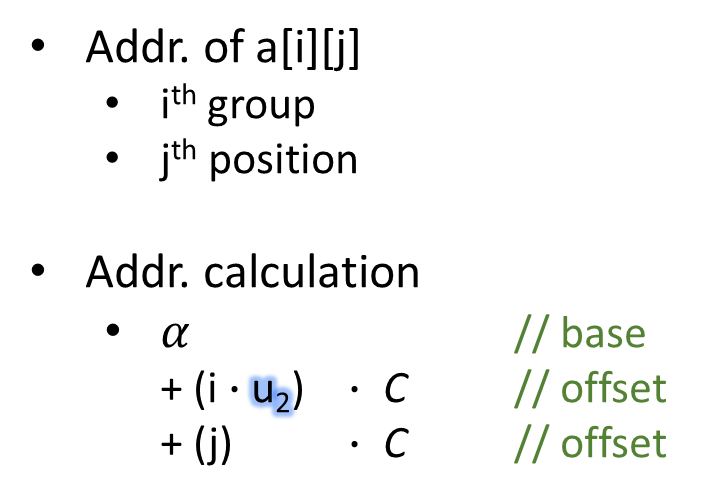 • Addr. of a[i][j]
• iᵗʰ group
• jᵗʰ position
• Addr. calculation
• α // base
+ (i · u₂) · C // offset
+ (j) · C // offset